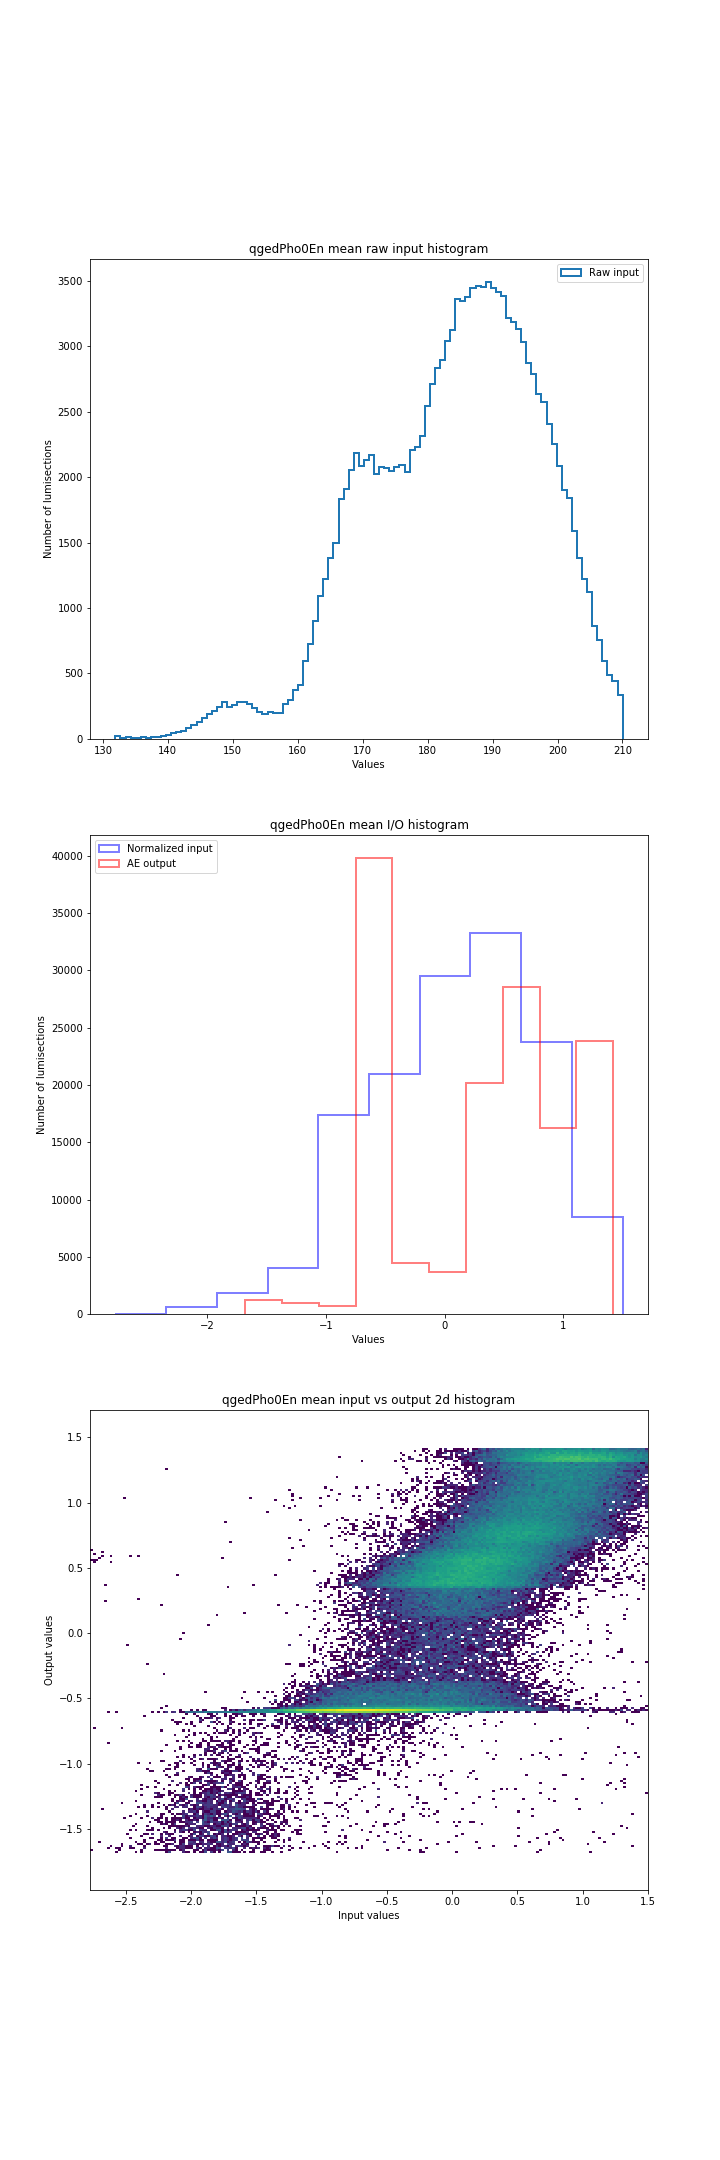 qgedPho0En mean raw input histogram
Raw input
3500
3000
2500
2000
1500
1000
500
0
Number of lumisections
130 140 150 160 170 180 190 200 210
Values
qgedPho0En mean I/O histogram
Normalized input
AE output
40000
35000
30000
25000
20000
15000
10000
5000
0
Number of lumisections
−2 −1 0 1
Values
qgedPho0En mean input vs output 2d histogram
1.5
1.0
0.5
0.0
−0.5
−1.0
−1.5
Output values
−2.5 −2.0 −1.5 −1.0 −0.5 0.0 0.5 1.0 1.5
Input values